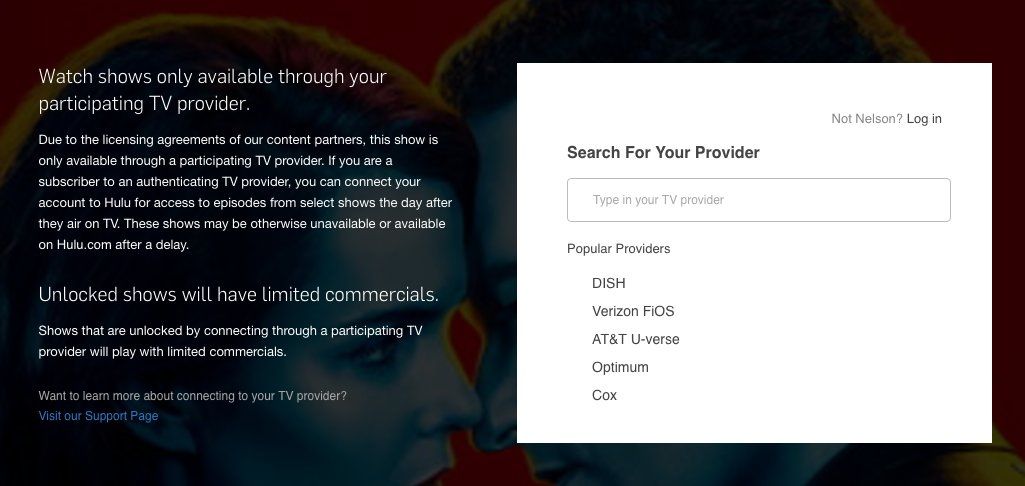 Watch shows only available through your
participating TV provider.
Due to the licensing agreements of our content partners, this show is
only available through a participating TV provider. If you are a
subscriber to an authenticating TV provider, you can connect your
account to Hulu for access to episodes from select shows the day after
they air on TV. These shows may be otherwise unavailable or available
on Hulu.com after a delay.
Unlocked shows will have limited commercials.
Shows that are unlocked by connecting through a participating TV
provider will play with limited commercials.
Want to learn more about connecting to your TV provider?
Visit our Support Page
Not Nelson? Log in
Search For Your Provider
Type in your TV provider
Popular Providers
DISH
Verizon FiOS
AT&T U-verse
Optimum
Cox